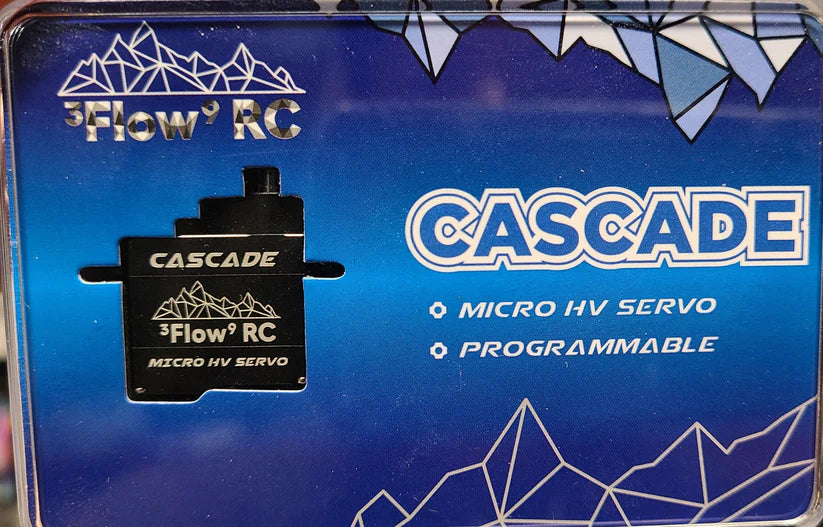 ³Flow⁹ RC
CASCADE
³Flow⁹ RC
MICRO HV SERVO
CASCADE
MICRO HV SERVO
PROGRAMMABLE